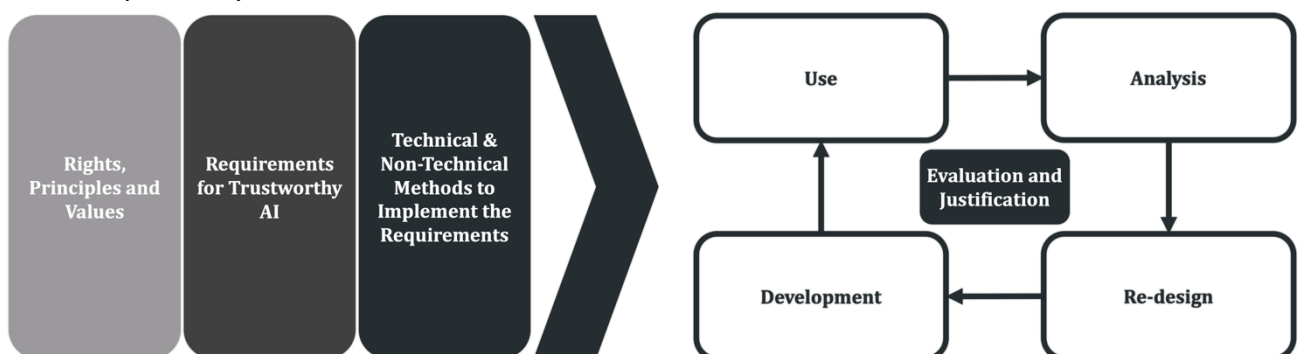 Rights,
Principles and
Values
Requirements
for Trustworthy
AI
Technical &
Non-Technical
Methods to
Implement the
Requirements
Use
Analysis
Evaluation and
Justification
Development
Re-design